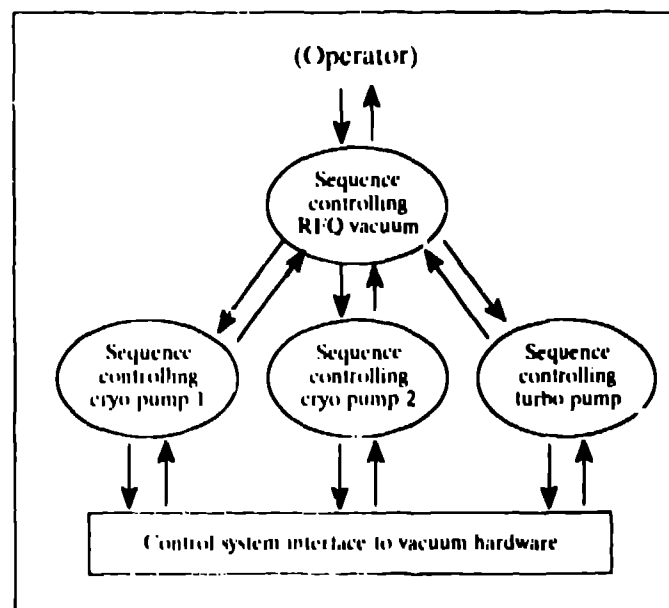 (Operator)
Sequence
controlling
RFQ vacuum
Sequence
controlling
cryo pump 1
Sequence
controlling
cryo pump 2
Sequence
controlling
turbo pump
Control system interface to vacuum hardware